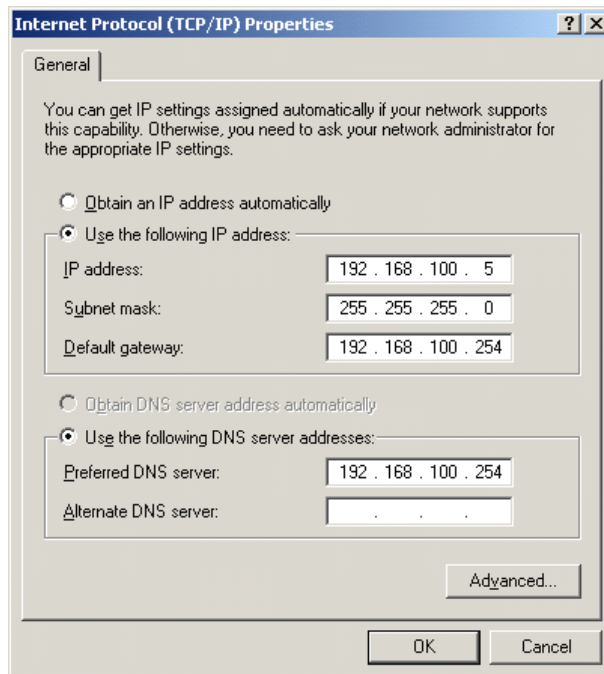 Internet Protocol (TCP/IP) Properties
General
You can get IP settings assigned automatically if your network supports
this capability. Otherwise, you need to ask your network administrator for
the appropriate IP settings.
Obtain an IP address automatically
Use the following IP address:
IP address: 192 . 168 . 100 . 5
Subnet mask: 255 . 255 . 255 . 0
Default gateway: 192 . 168 . 100 . 254
Obtain DNS server address automatically
Use the following DNS server addresses:
Preferred DNS server: 192 . 168 . 100 . 254
Alternate DNS server: . . .
Advanced...
OK Cancel